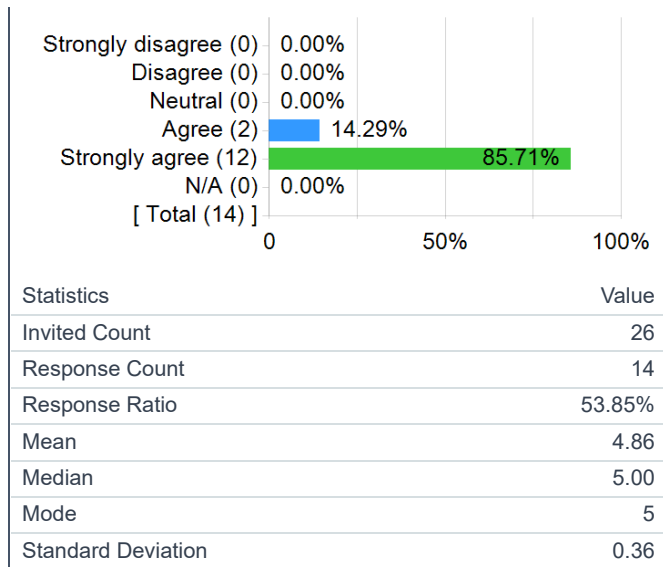 Strongly disagree (0) 0.00%
Disagree (0) 0.00%
Neutral (0) 0.00%
Agree (2) 14.29%
Strongly agree (12) 85.71%
N/A (0) 0.00%
[ Total (14) ]
0 50% 100%
Statistics Value
Invited Count 26
Response Count 14
Response Ratio 53.85%
Mean 4.86
Median 5.00
Mode 5
Standard Deviation 0.36